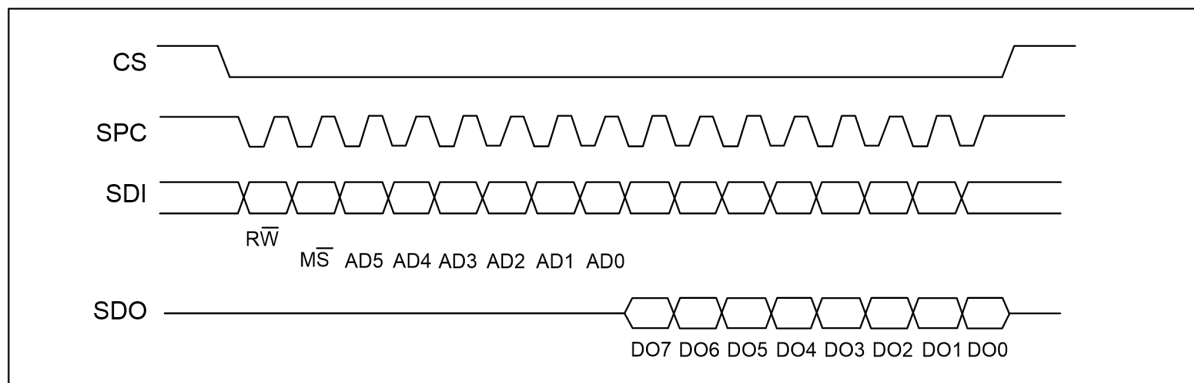 CS
SPC
SDI
RW̅
MS̅ AD5 AD4 AD3 AD2 AD1 AD0
SDO
DO7 DO6 DO5 DO4 DO3 DO2 DO1 DO0